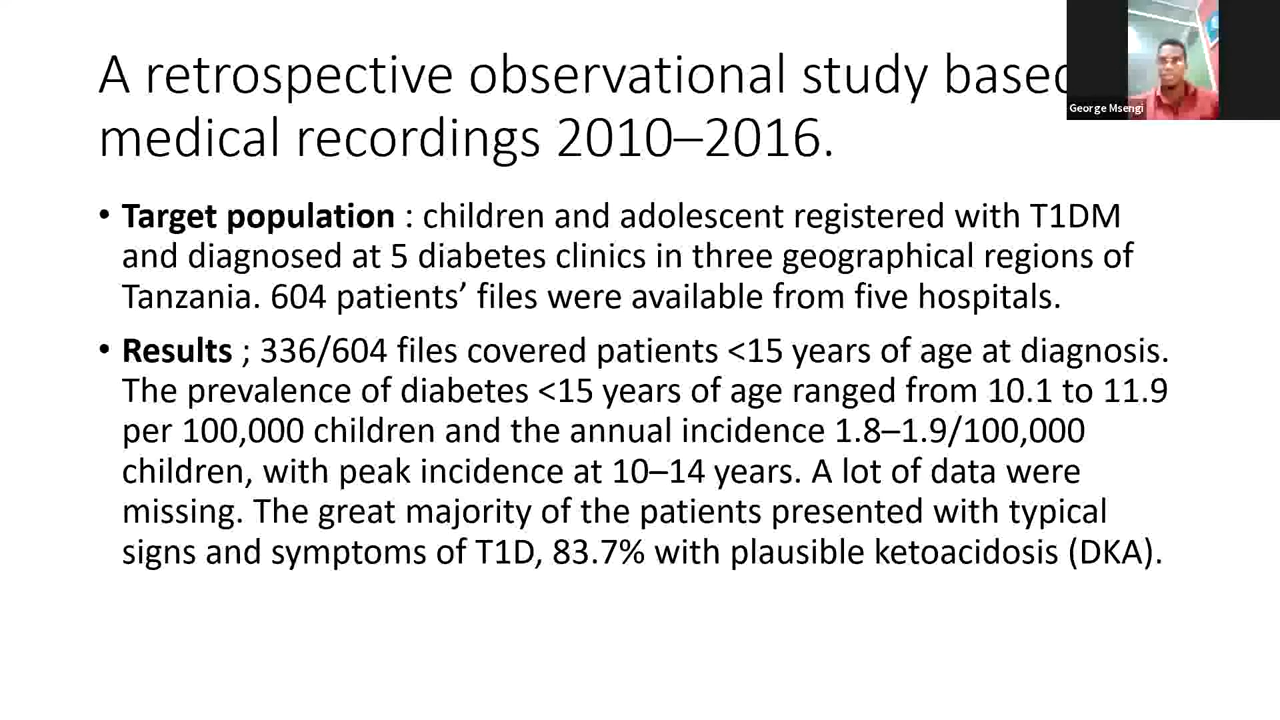 A retrospective observational study based
medical recordings 2010–2016.
George Msengi
• Target population : children and adolescent registered with T1DM
and diagnosed at 5 diabetes clinics in three geographical regions of
Tanzania. 604 patients’ files were available from five hospitals.
• Results ; 336/604 files covered patients <15 years of age at diagnosis.
The prevalence of diabetes <15 years of age ranged from 10.1 to 11.9
per 100,000 children and the annual incidence 1.8–1.9/100,000
children, with peak incidence at 10–14 years. A lot of data were
missing. The great majority of the patients presented with typical
signs and symptoms of T1D, 83.7% with plausible ketoacidosis (DKA).